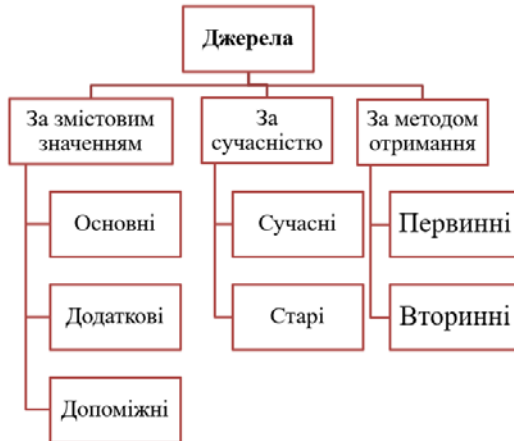 Джерела
За змістовим
значенням
За
сучасністю
За методом
отримання
Основні
Сучасні
Первинні
Додаткові
Старі
Вторинні
Допоміжні